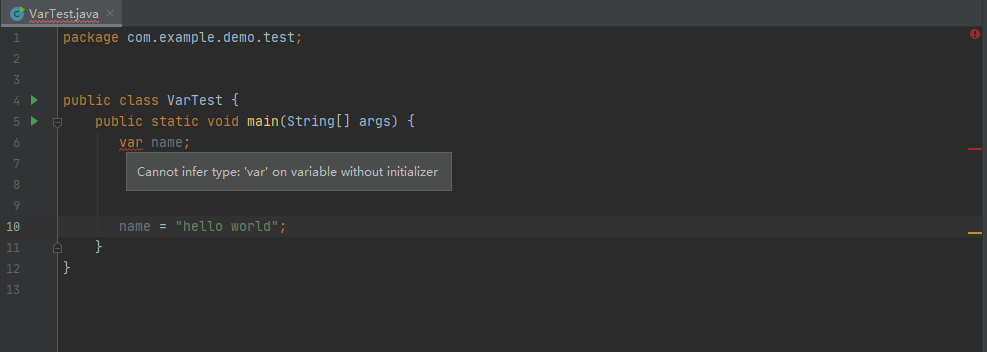 VarTest.java
1 package com.example.demo.test;
2
3
4 public class VarTest {
5 public static void main(String[] args) {
6 var name;
7 Cannot infer type: 'var' on variable without initializer
8
9
10 name = "hello world";
11 }
12 }
13